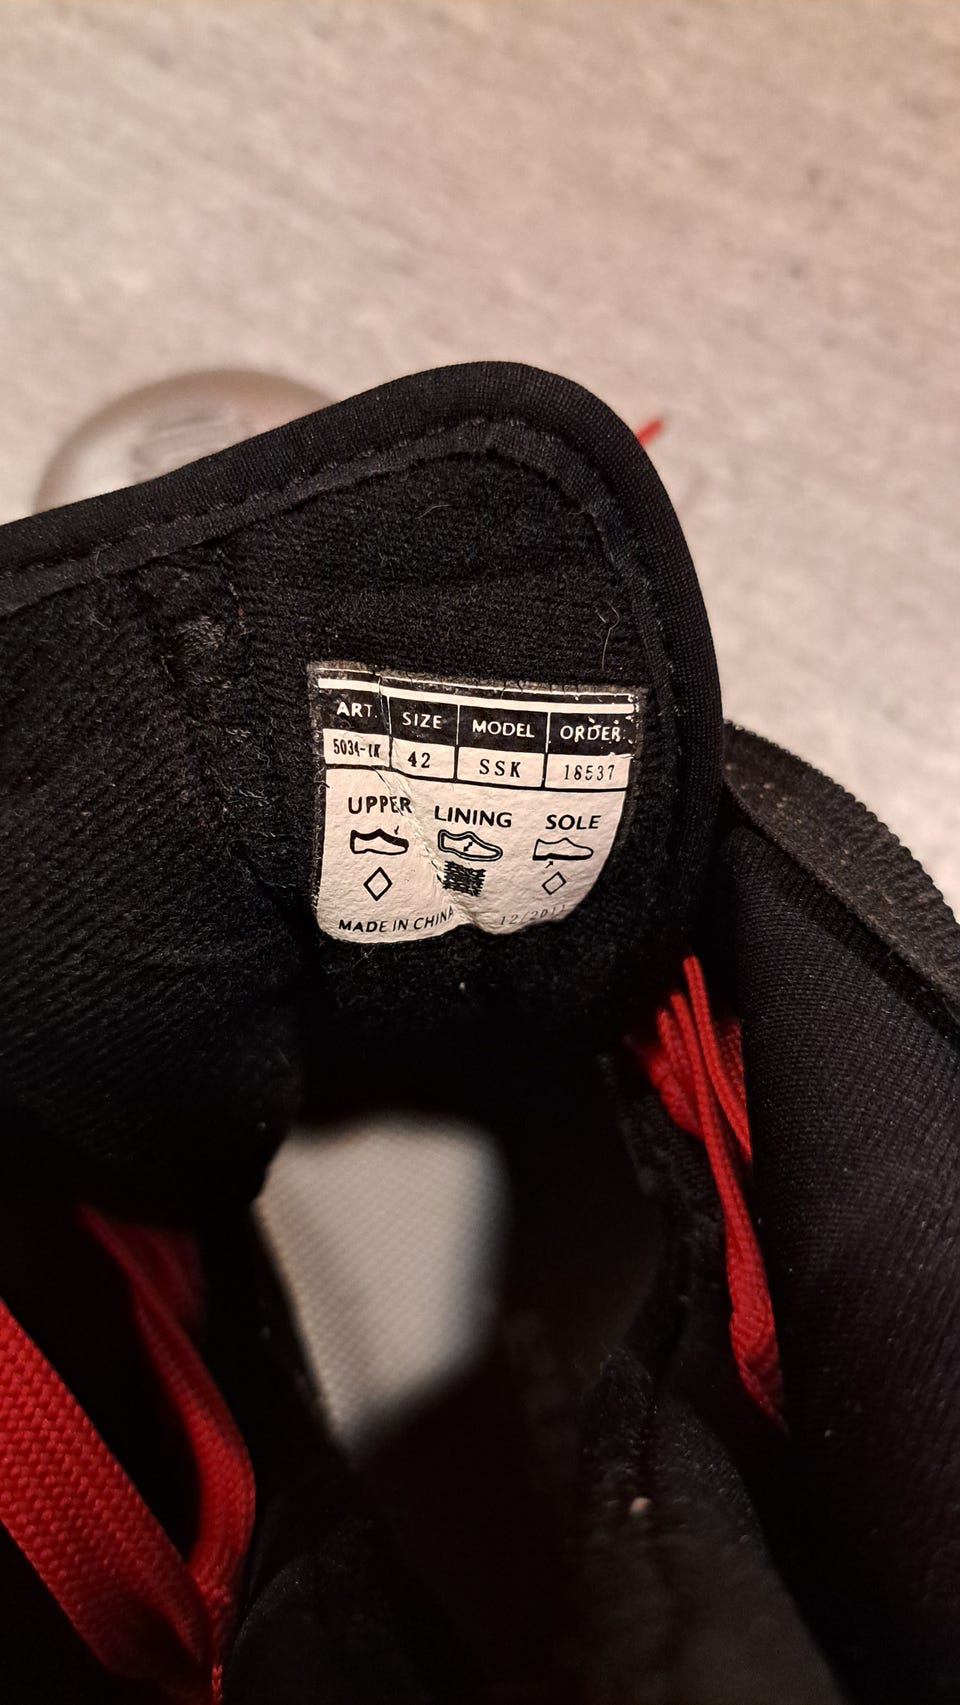 ART. SIZE MODEL ORDER
42 SSK 18537
UPPER LINING SOLE
MADE IN CHINA